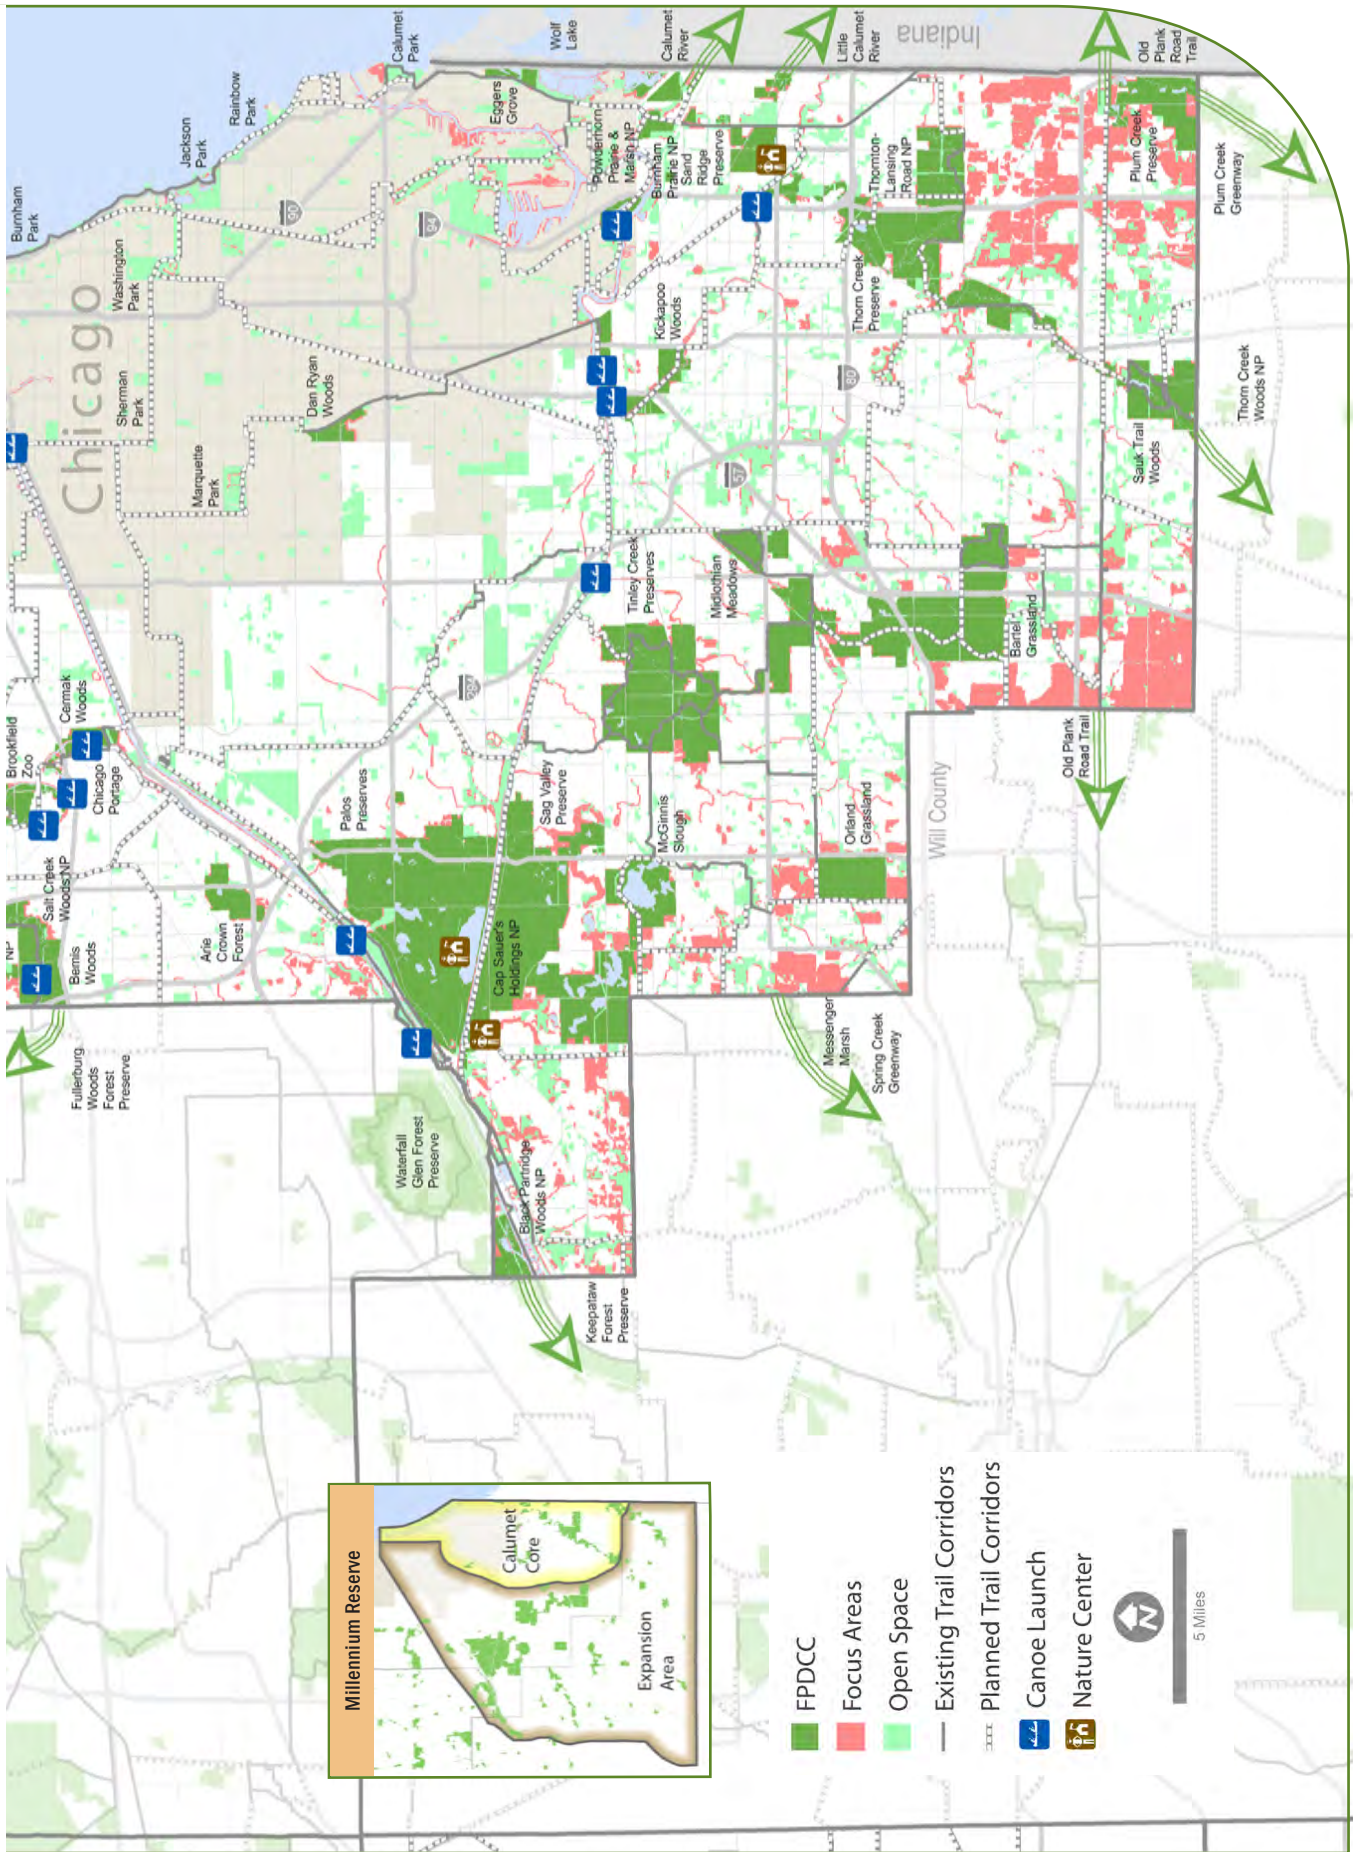 Burnham
Park
Jackson
Park
Rainbow
Park
Calumet
Park
Wolf
Lake
Calumet
River
Little
Calumet
River
Indiana
Old
Plank
Road
Trail
Chicago
Washington
Park
Sherman
Park
Marquette
Park
Dan Ryan
Woods
90
94
Eggers
Grove
Powderhorn
Prairie &
Marsh NP
Burnham
Prairie NP
Sand
Ridge
Preserve
Kickapoo
Woods
Thornton-
Lansing
Road NP
Thorn Creek
Preserve
80
57
Plum Creek
Preserve
Plum Creek
Greenway
Sauk Trail
Woods
Thorn Creek
Woods NP
Brookfield
Zoo
Cermak
Woods
Chicago
Portage
Salt Creek
Woods NP
NP
Bemis
Woods
Arie
Crown
Forest
Fullerburg
Woods
Forest
Preserve
294
Palos
Preserves
Cap Sauer's
Holdings NP
Sag Valley
Preserve
Tinley Creek
Preserves
Midlothian
Meadows
McGinnis
Slough
Orland
Grassland
Bartel
Grassland
Old Plank
Road Trail
Will County
Messenger
Marsh
Spring Creek
Greenway
Waterfall
Glen Forest
Preserve
Black Partridge
Woods NP
Keepataw
Forest
Preserve
Millennium Reserve
Calumet
Core
Expansion
Area
FPDCC
Focus Areas
Open Space
Existing Trail Corridors
Planned Trail Corridors
Canoe Launch
Nature Center
N
5 Miles